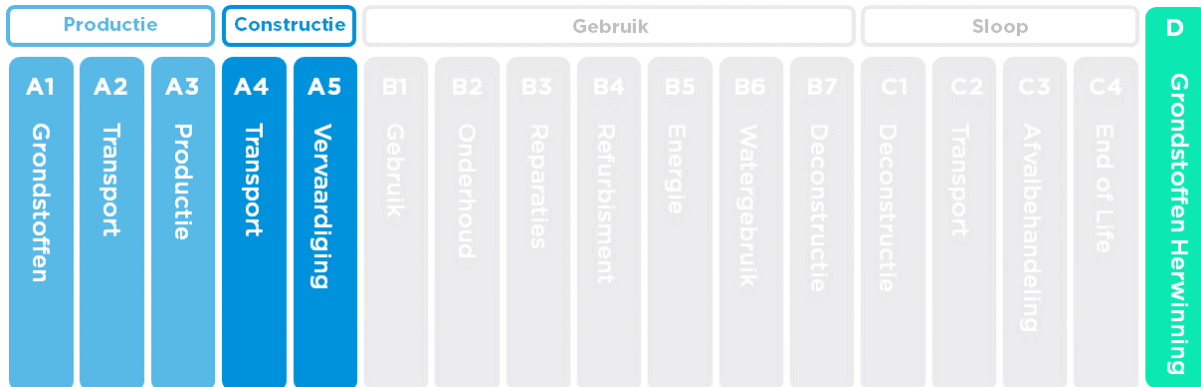 Productie
Constructie
Gebruik
Sloop
D
Grondstoffen Herwinning
A1
Grondstoffen
A2
Transport
A3
Productie
A4
Transport
A5
Vervaardiging
B1
Gebruik
B2
Onderhoud
B3
Reparaties
B4
Refurbisment
B5
Energie
B6
Watergebruik
B7
Deconstructie
C1
Deconstructie
C2
Transport
C3
Afvalbehandeling
C4
End of Life